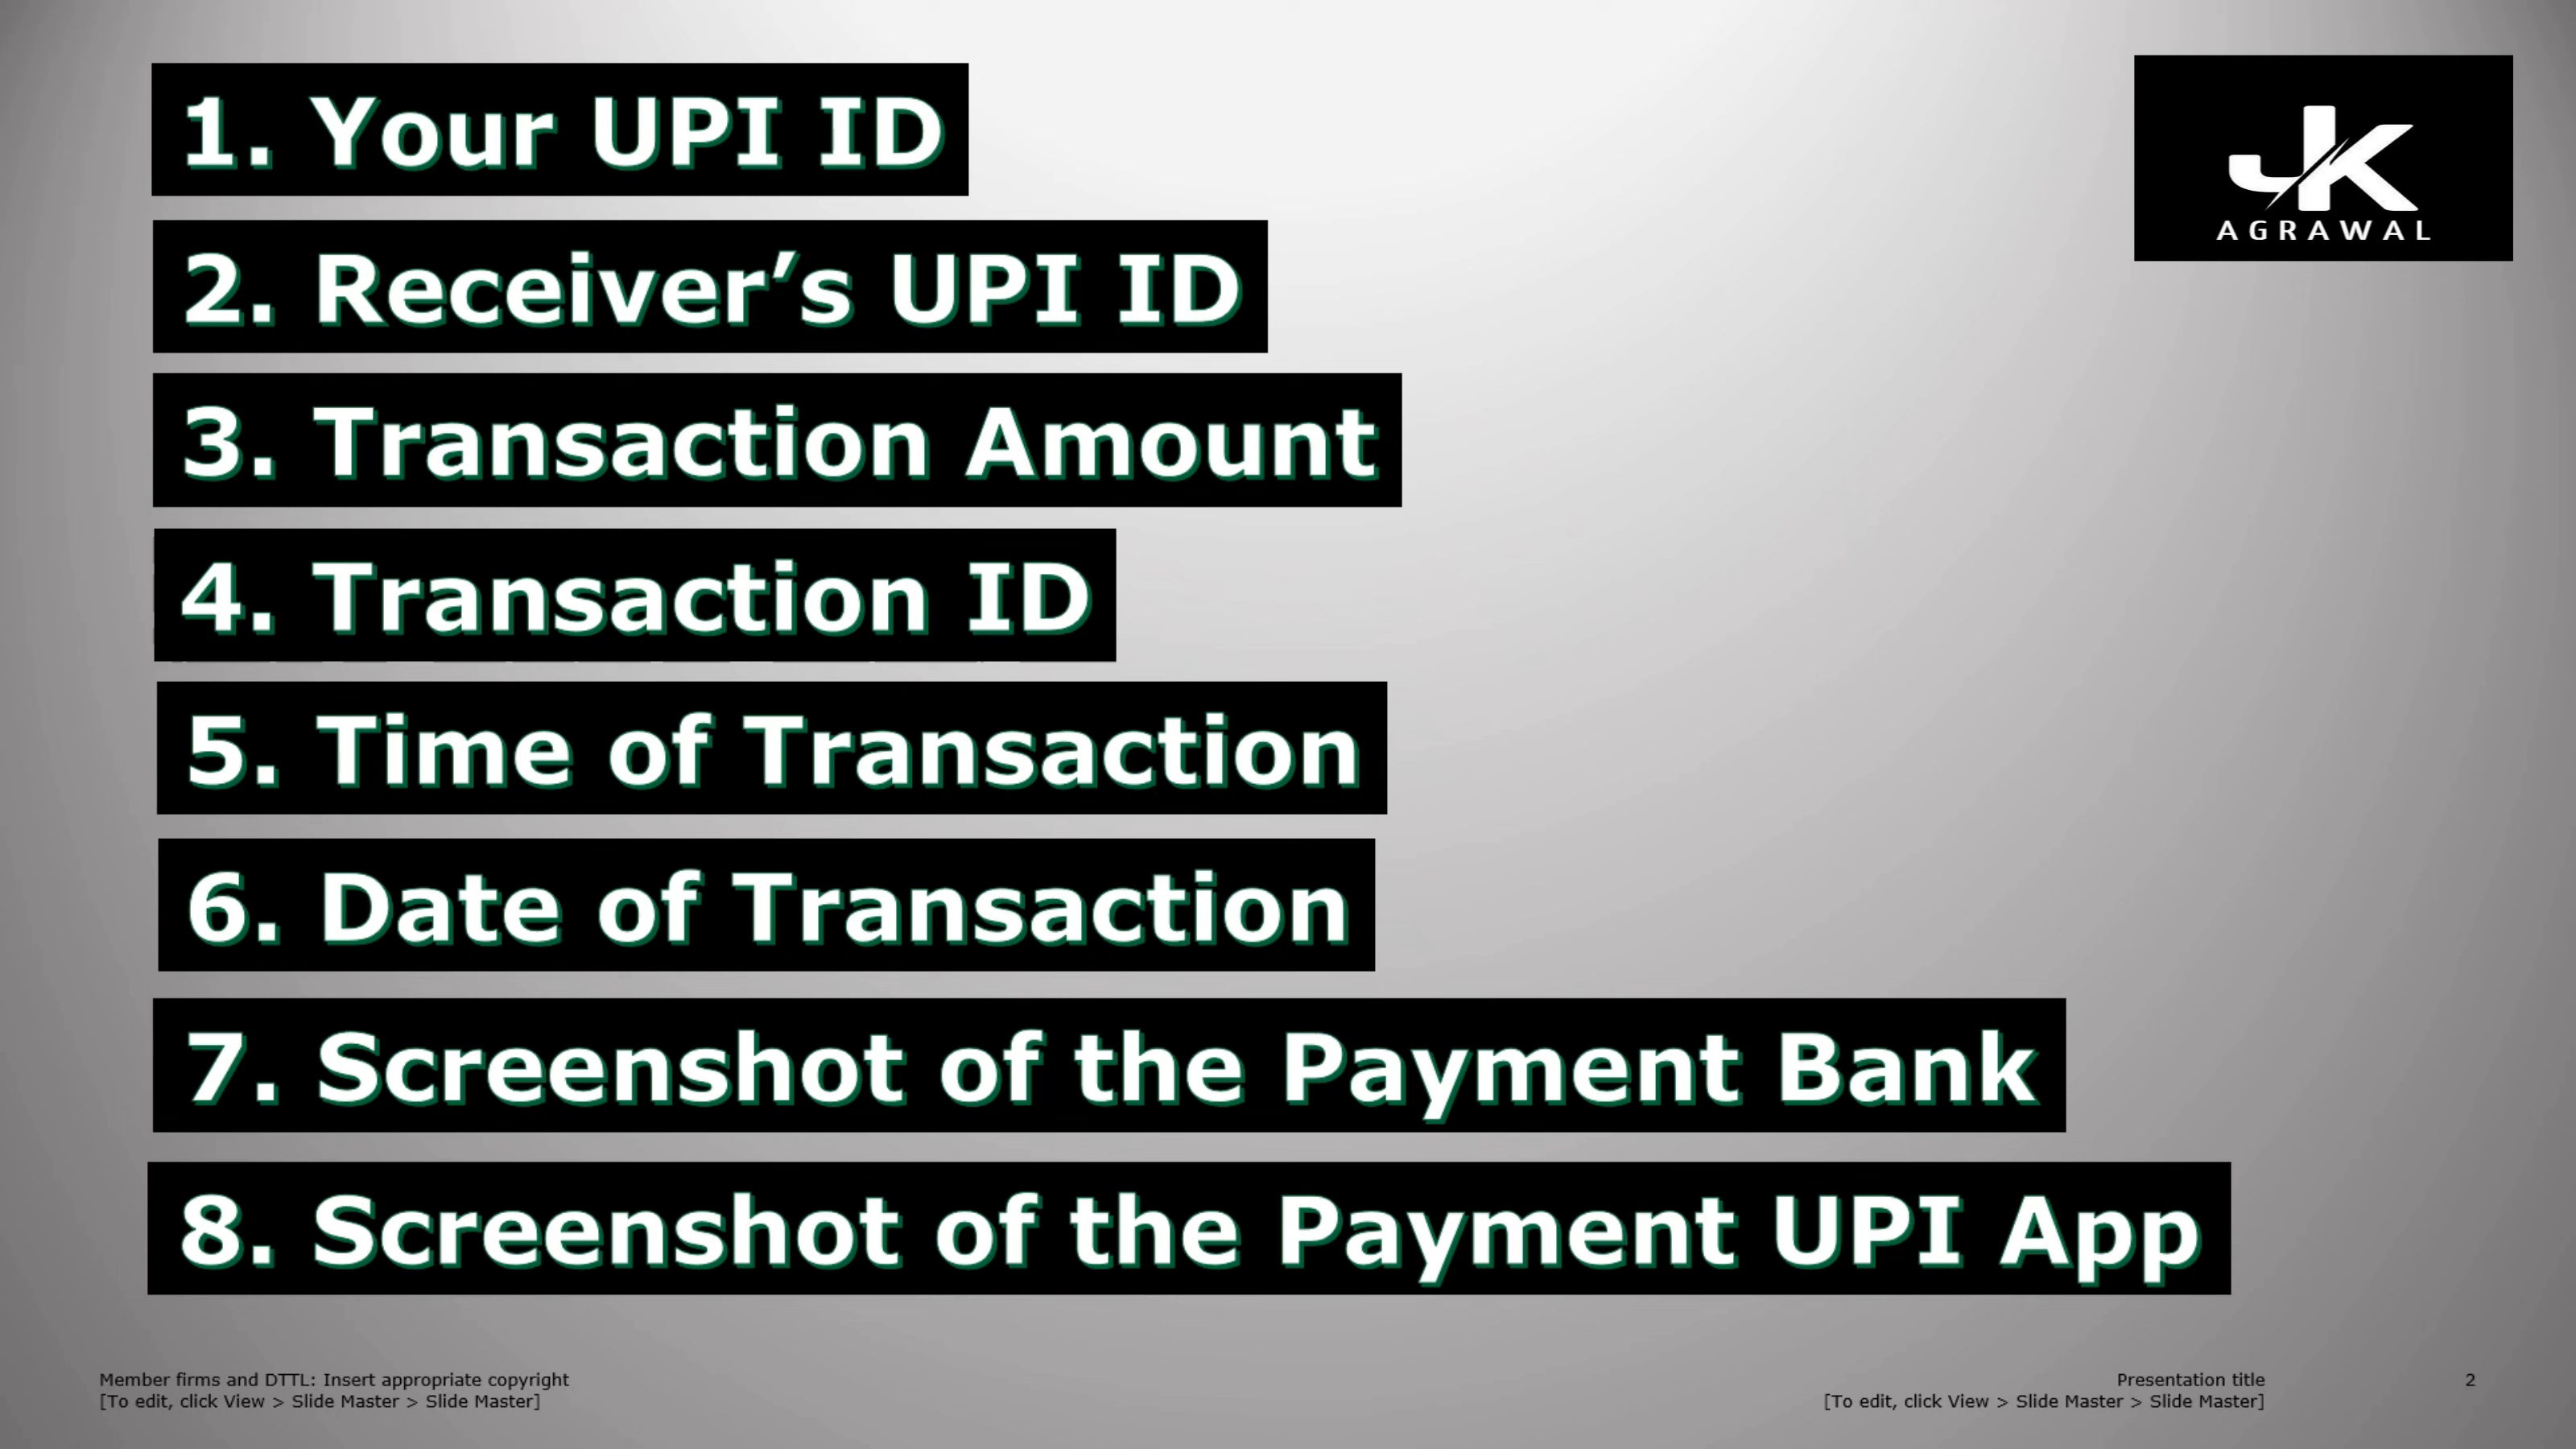 1. Your UPI ID
2. Receiver’s UPI ID
3. Transaction Amount
4. Transaction ID
5. Time of Transaction
6. Date of Transaction
7. Screenshot of the Payment Bank
8. Screenshot of the Payment UPI App
JK
AGRAWAL
Member firms and DTTL: Insert appropriate copyright
[To edit, click View > Slide Master > Slide Master]
Presentation title
[To edit, click View > Slide Master > Slide Master]
2